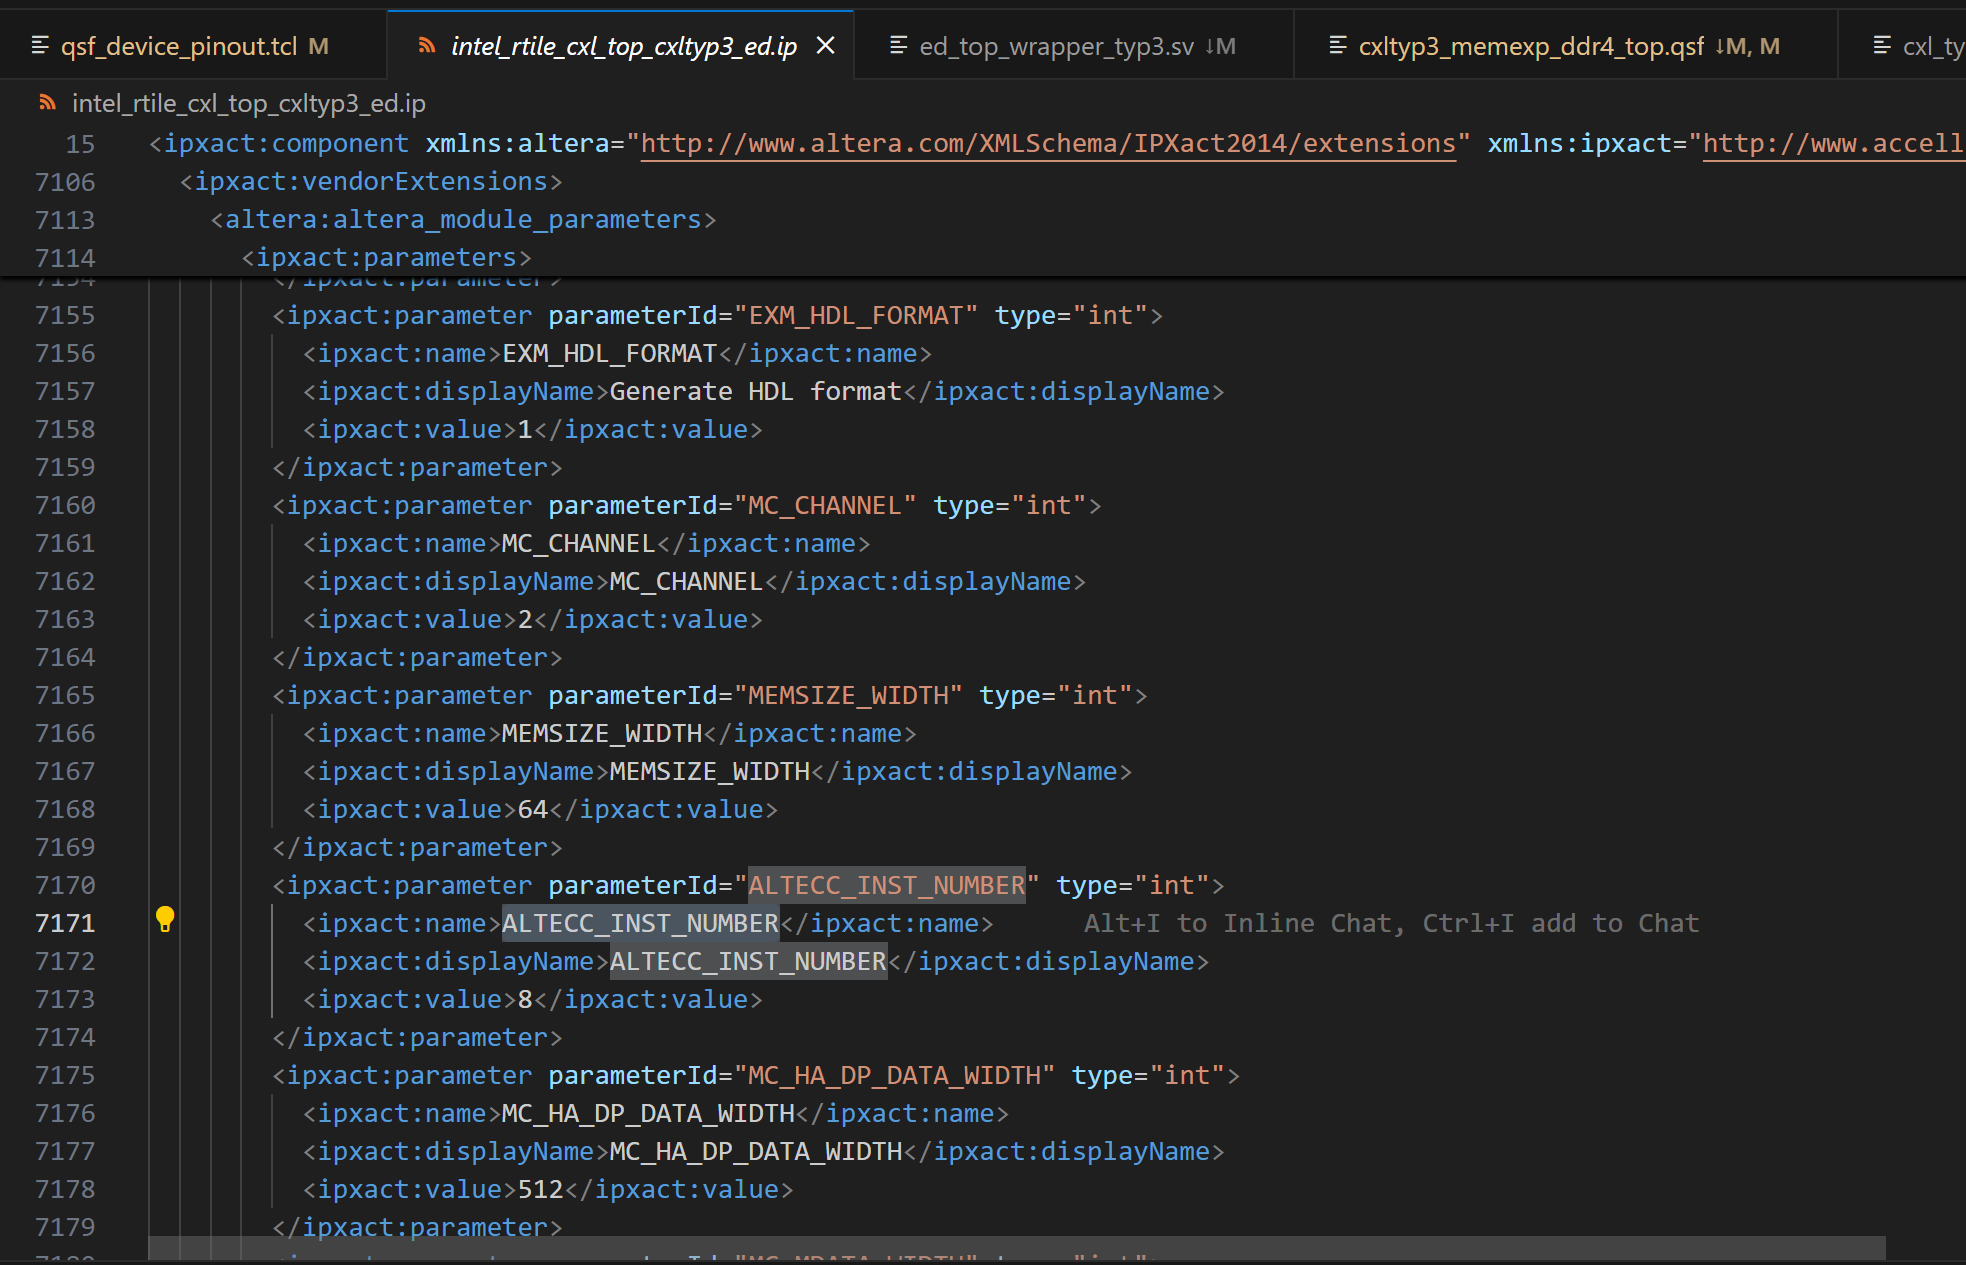 qsf_device_pinout.tcl M intel_rtile_cxl_top_cxltyp3_ed.ip ed_top_wrapper_typ3.sv ↓M cxltyp3_memexp_ddr4_top.qsf ↓M, M cxl_ty
intel_rtile_cxl_top_cxltyp3_ed.ip
15 <ipxact:component xmlns:altera="http://www.altera.com/XMLSchema/IPXact2014/extensions" xmlns:ipxact="http://www.accell
7106 <ipxact:vendorExtensions>
7113 <altera:altera_module_parameters>
7114 <ipxact:parameters>
7154 </ipxact:parameter>
7155 <ipxact:parameter parameterId="EXM_HDL_FORMAT" type="int">
7156 <ipxact:name>EXM_HDL_FORMAT</ipxact:name>
7157 <ipxact:displayName>Generate HDL format</ipxact:displayName>
7158 <ipxact:value>1</ipxact:value>
7159 </ipxact:parameter>
7160 <ipxact:parameter parameterId="MC_CHANNEL" type="int">
7161 <ipxact:name>MC_CHANNEL</ipxact:name>
7162 <ipxact:displayName>MC_CHANNEL</ipxact:displayName>
7163 <ipxact:value>2</ipxact:value>
7164 </ipxact:parameter>
7165 <ipxact:parameter parameterId="MEMSIZE_WIDTH" type="int">
7166 <ipxact:name>MEMSIZE_WIDTH</ipxact:name>
7167 <ipxact:displayName>MEMSIZE_WIDTH</ipxact:displayName>
7168 <ipxact:value>64</ipxact:value>
7169 </ipxact:parameter>
7170 <ipxact:parameter parameterId="ALTECC_INST_NUMBER" type="int">
7171 <ipxact:name>ALTECC_INST_NUMBER</ipxact:name> Alt+I to Inline Chat, Ctrl+I add to Chat
7172 <ipxact:displayName>ALTECC_INST_NUMBER</ipxact:displayName>
7173 <ipxact:value>8</ipxact:value>
7174 </ipxact:parameter>
7175 <ipxact:parameter parameterId="MC_HA_DP_DATA_WIDTH" type="int">
7176 <ipxact:name>MC_HA_DP_DATA_WIDTH</ipxact:name>
7177 <ipxact:displayName>MC_HA_DP_DATA_WIDTH</ipxact:displayName>
7178 <ipxact:value>512</ipxact:value>
7179 </ipxact:parameter>